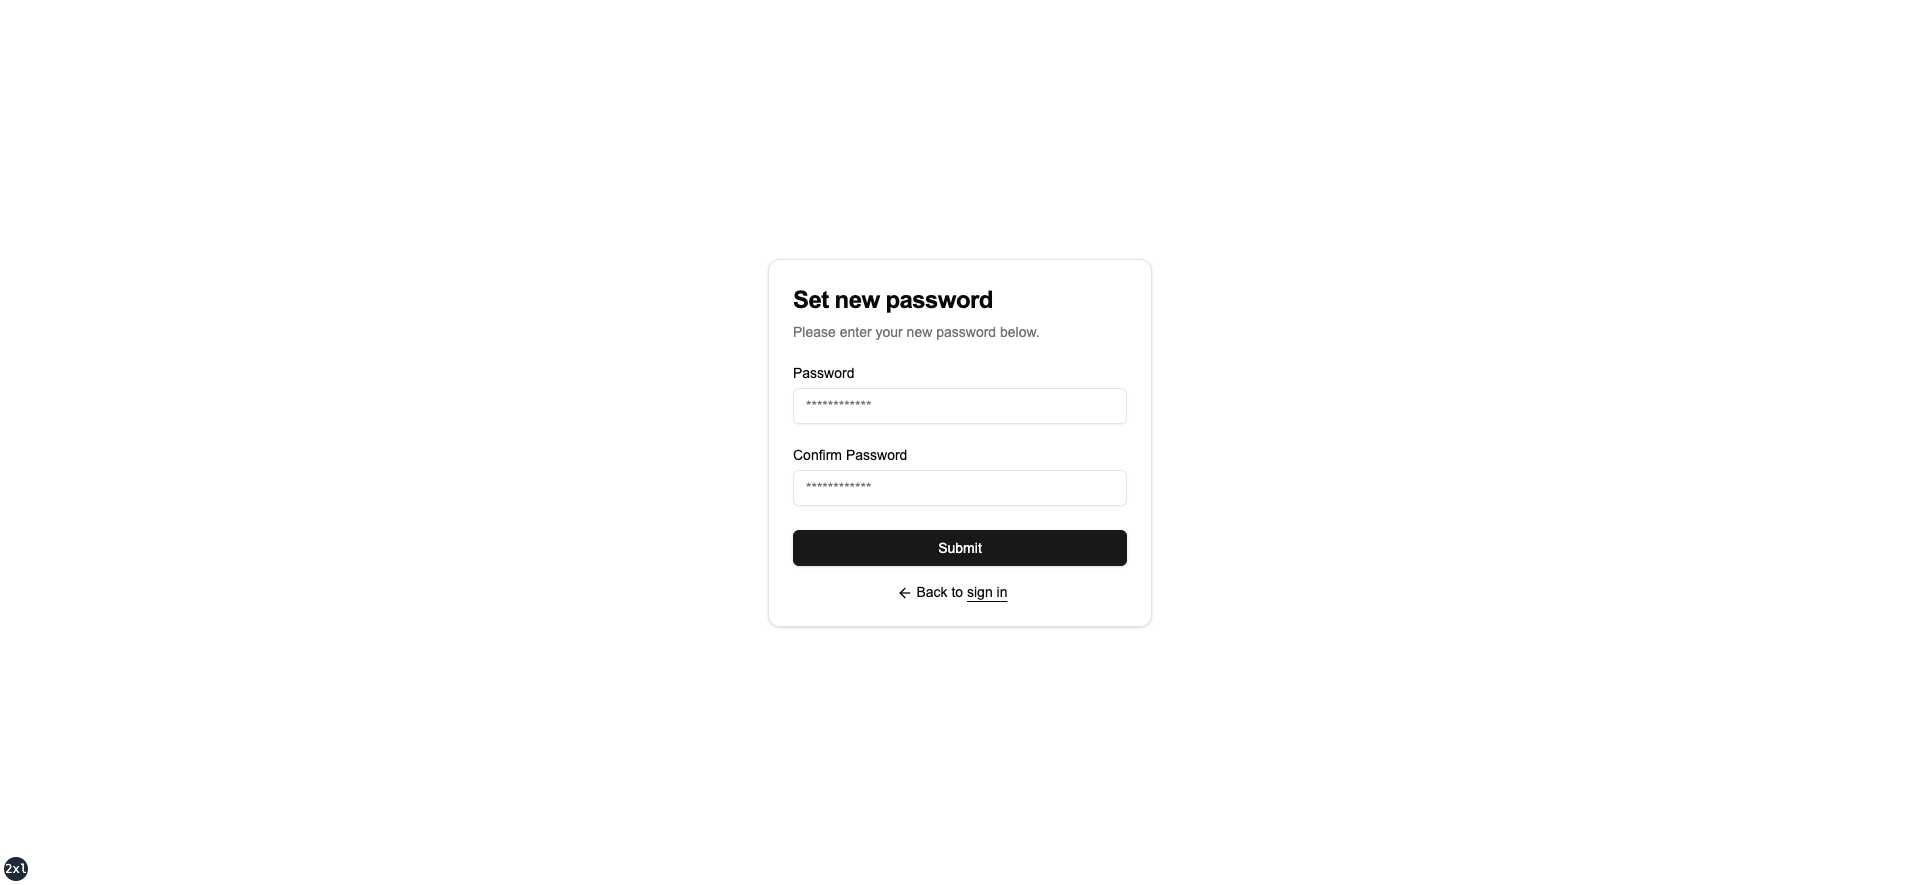 Set new password
Please enter your new password below.
Password
************
Confirm Password
************
Submit
Back to sign in
2xl